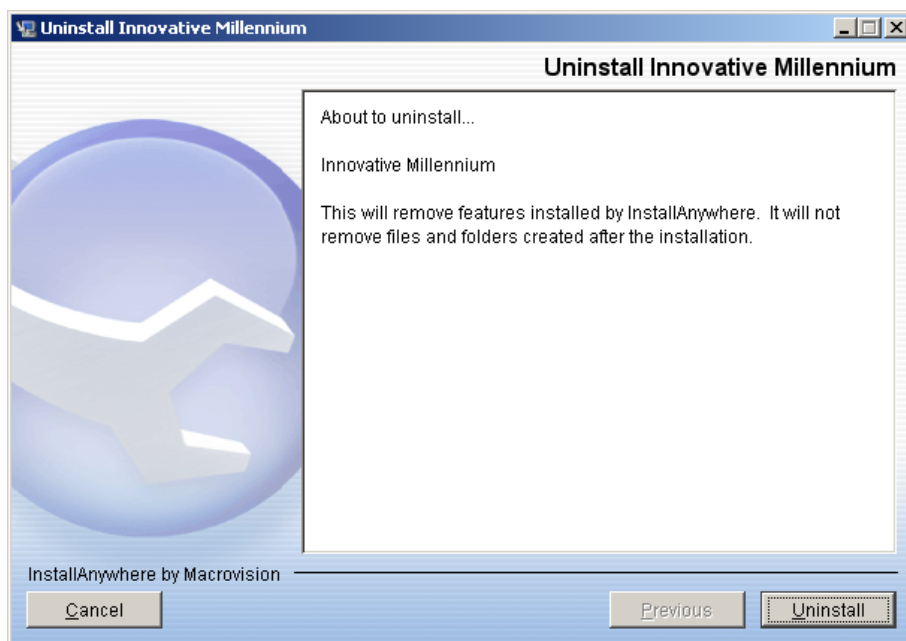 Uninstall Innovative Millennium
Uninstall Innovative Millennium
About to uninstall...
Innovative Millennium
This will remove features installed by InstallAnywhere.  It will not
remove files and folders created after the installation.
InstallAnywhere by Macrovision
Cancel
Previous
Uninstall